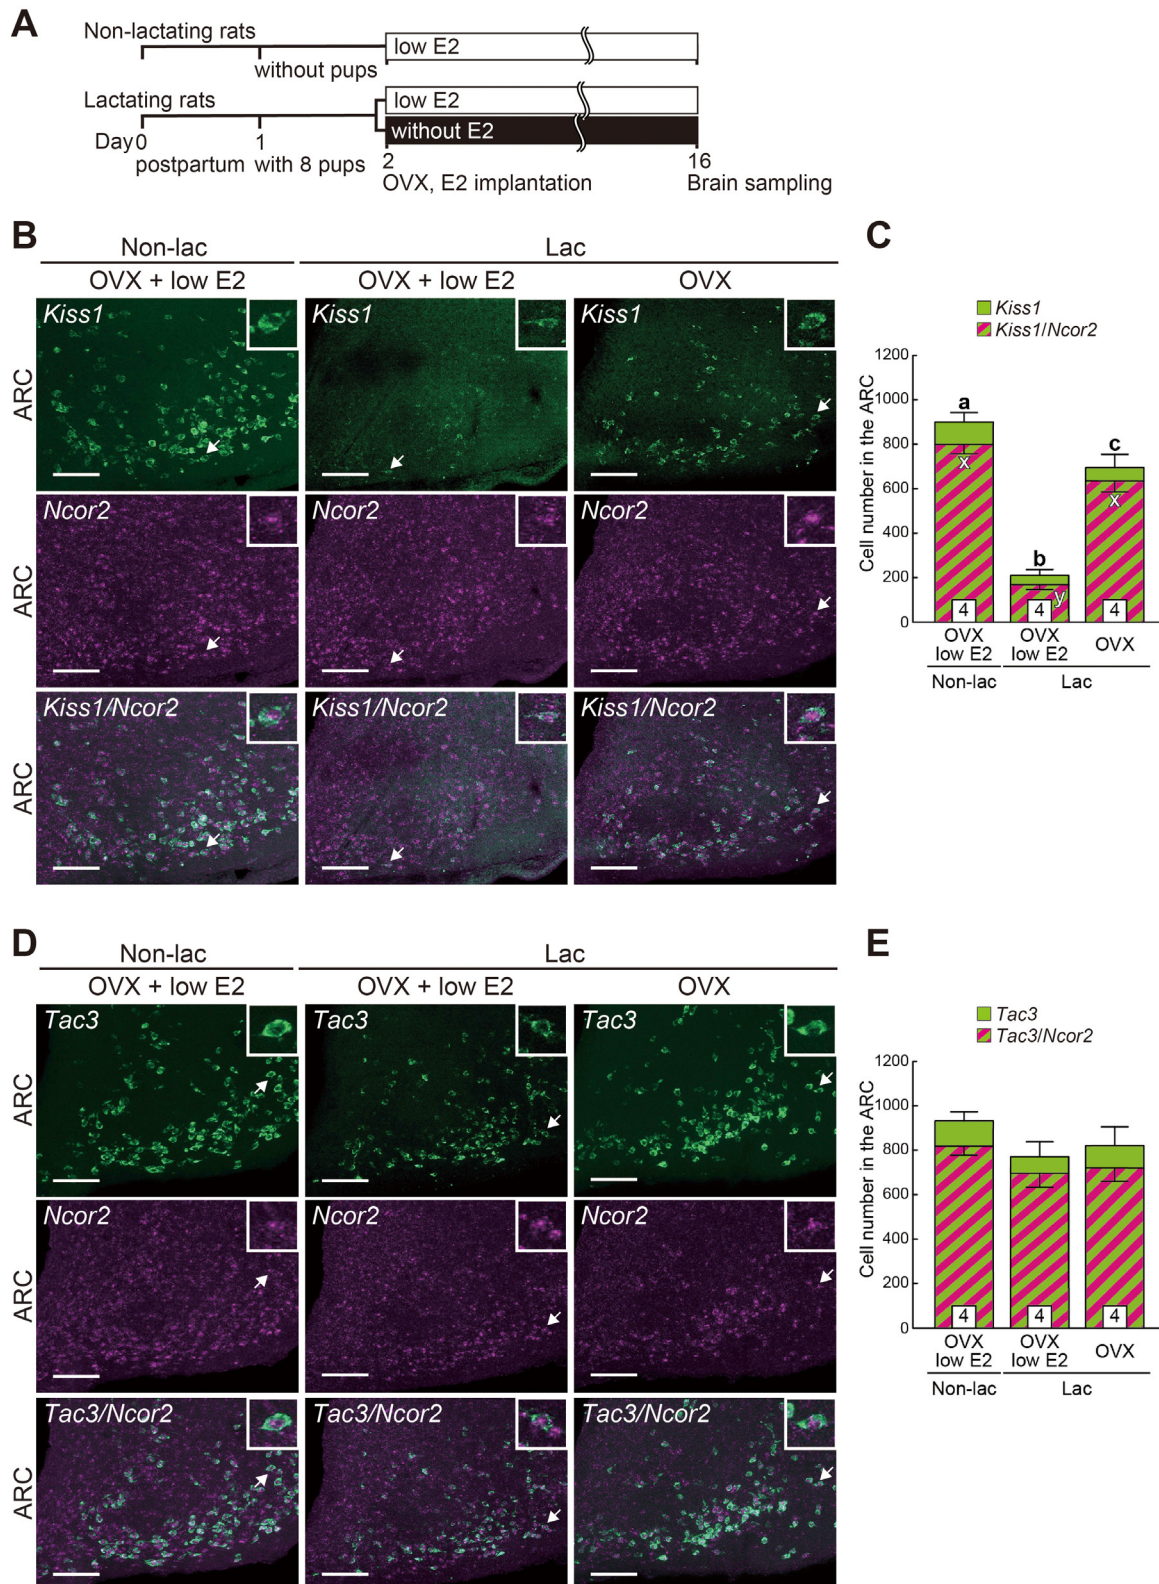 A
Non-lactating rats
low E2
without pups
Lactating rats
low E2
without E2
Day 0 1 2 16
postpartum with 8 pups
OVX, E2 implantation Brain sampling
B
Non-lac Lac
OVX + low E2 OVX + low E2 OVX
Kiss1 Kiss1 Kiss1
ARC
Ncor2 Ncor2 Ncor2
ARC
Kiss1/Ncor2 Kiss1/Ncor2 Kiss1/Ncor2
ARC
C
Kiss1
Kiss1/Ncor2
Cell number in the ARC
1200
1000
800
600
400
200
0
a b c
x y x
4 4 4
OVX low E2
OVX low E2
OVX
Non-lac Lac
D
Non-lac Lac
OVX + low E2 OVX + low E2 OVX
Tac3 Tac3 Tac3
ARC
Ncor2 Ncor2 Ncor2
ARC
Tac3/Ncor2 Tac3/Ncor2 Tac3/Ncor2
ARC
E
Tac3
Tac3/Ncor2
Cell number in the ARC
1200
1000
800
600
400
200
0
4 4 4
OVX low E2
OVX low E2
OVX
Non-lac Lac